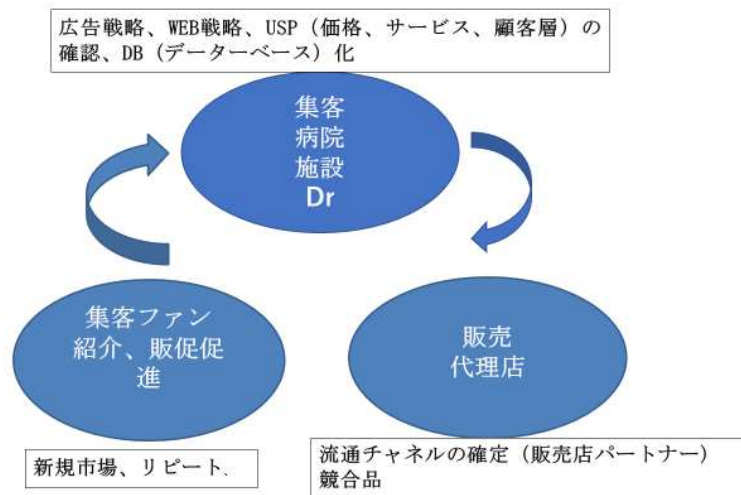 広告戦略、WEB戦略、USP（価格、サービス、顧客層）の
確認、DB（データーベース）化
集客
病院
施設
Dr
集客ファン
紹介、販促促
進
販売
代理店
新規市場、リピート.
流通チャネルの確定（販売店パートナー）
競合品